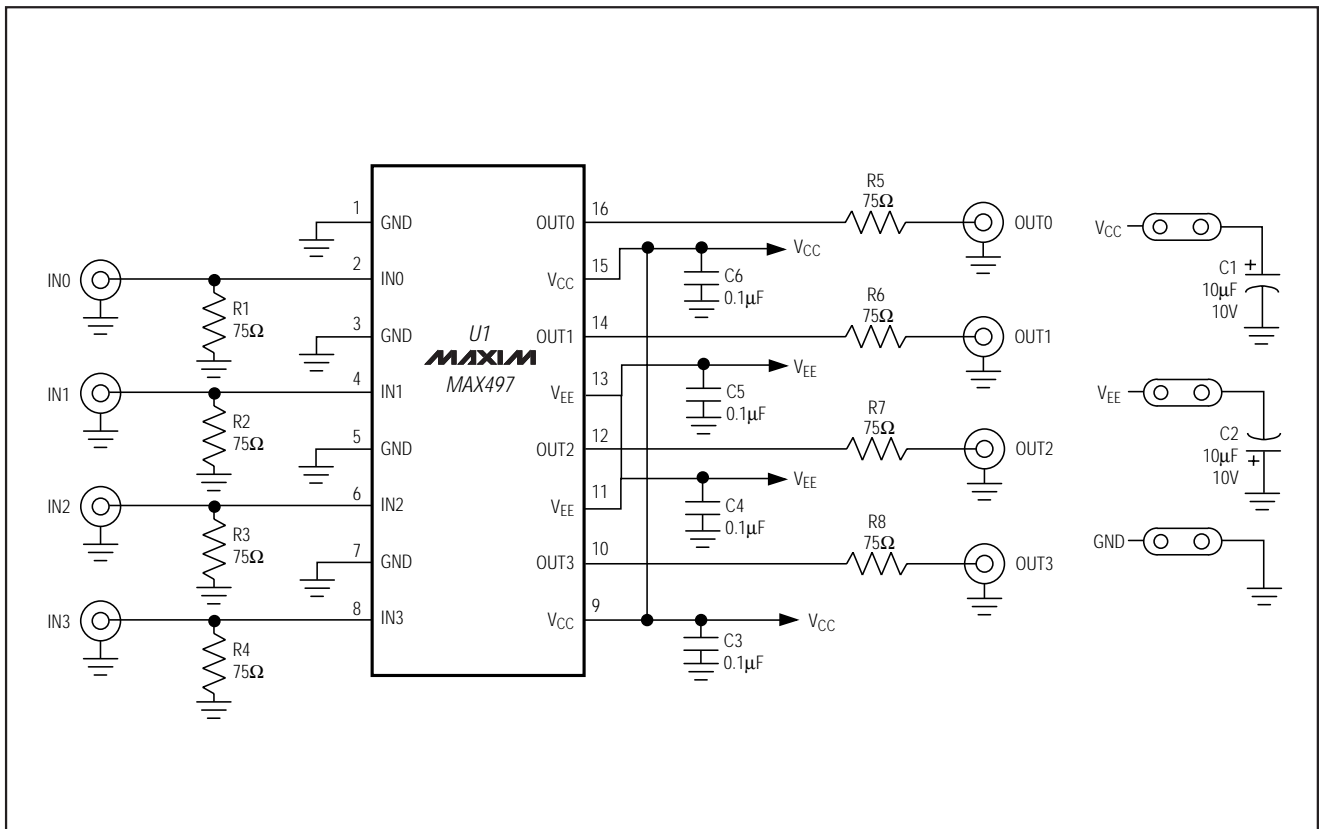 R5
75Ω
1
GND
OUT0
16
OUT0
VCC
VCC
2
IN0
IN0
VCC
15
C6
0.1μF
C1
10μF
10V
+
R1
75Ω
3
GND
U1
MAXIM
MAX497
OUT1
14
R6
75Ω
OUT1
4
IN1
IN1
VEE
13
VEE
C5
0.1μF
VEE
R2
75Ω
5
GND
OUT2
12
R7
75Ω
OUT2
C2
10μF
10V
+
6
IN2
IN2
VEE
11
VEE
C4
0.1μF
R3
75Ω
7
GND
OUT3
10
R8
75Ω
OUT3
GND
8
IN3
IN3
VCC
9
VCC
C3
0.1μF
R4
75Ω